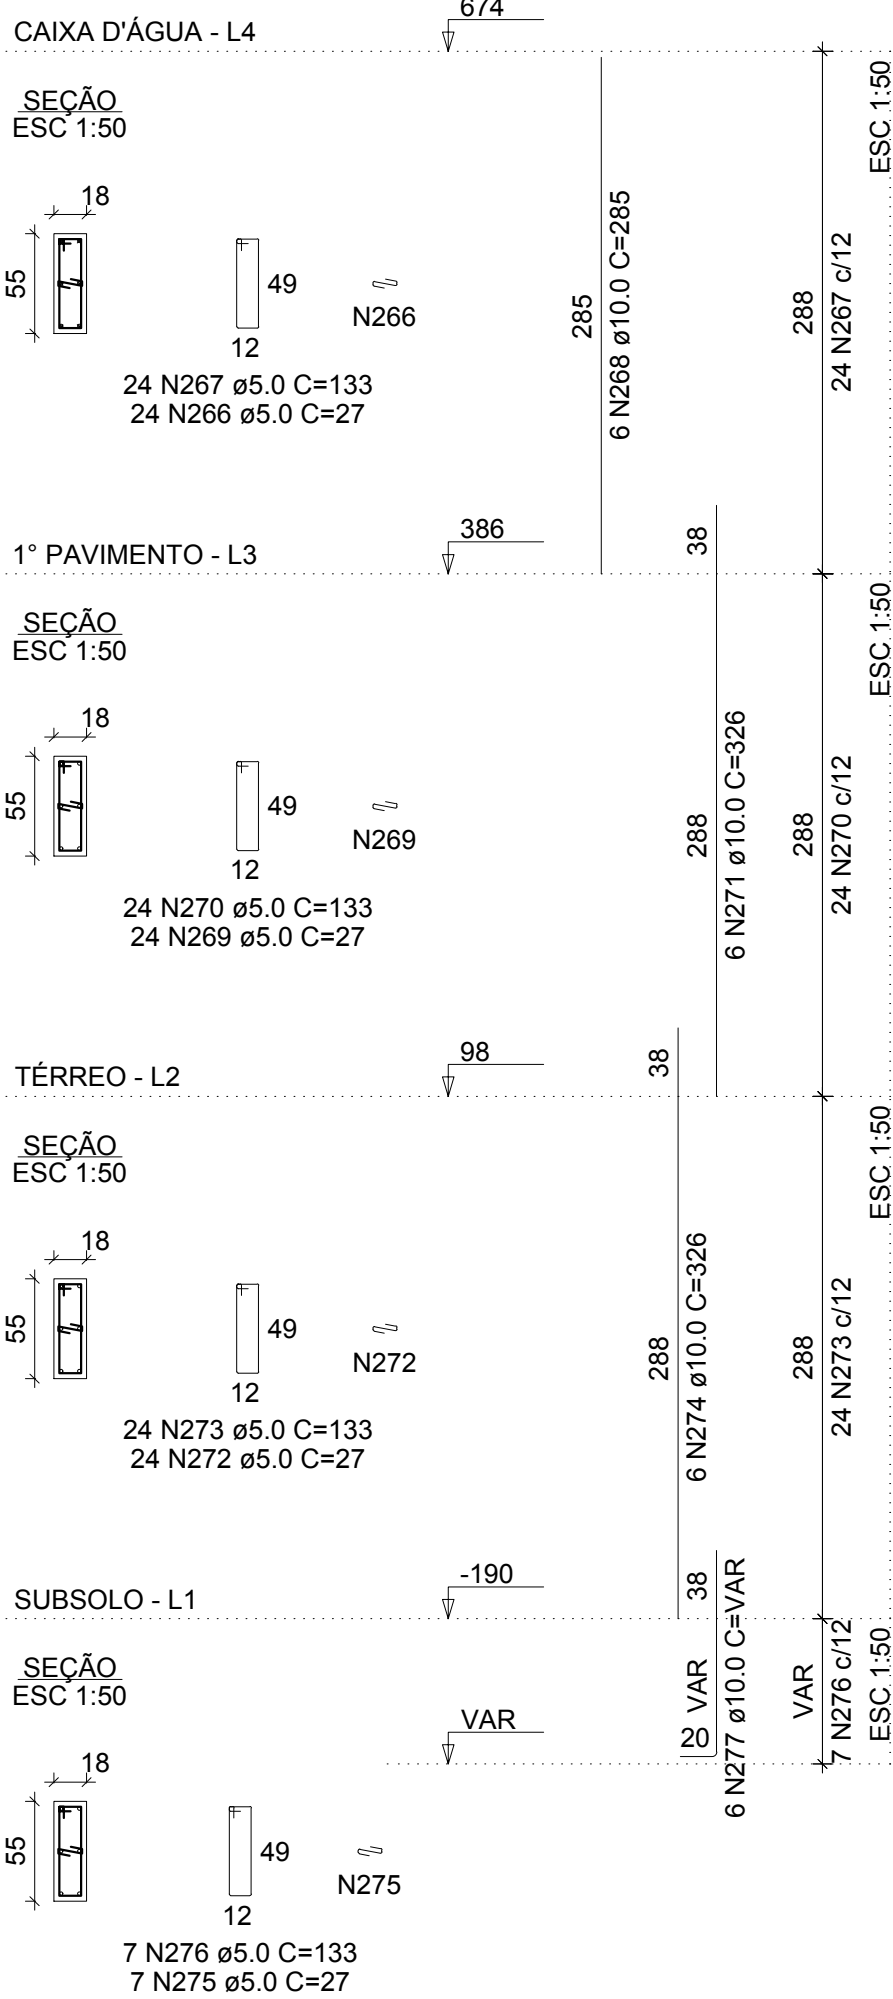 674
CAIXA D'ÁGUA - L4
SEÇÃO
ESC 1:50
18
55
49
12
N266
24 N267 ø5.0 C=133
24 N266 ø5.0 C=27
285
6 N268 ø10.0 C=285
288
24 N267 c/12
ESC 1:50
386
1° PAVIMENTO - L3
38
SEÇÃO
ESC 1:50
18
55
49
12
N269
24 N270 ø5.0 C=133
24 N269 ø5.0 C=27
288
6 N271 ø10.0 C=326
288
24 N270 c/12
ESC 1:50
98
TÉRREO - L2
38
SEÇÃO
ESC 1:50
18
55
49
12
N272
24 N273 ø5.0 C=133
24 N272 ø5.0 C=27
288
6 N274 ø10.0 C=326
288
24 N273 c/12
ESC 1:50
-190
SUBSOLO - L1
38
SEÇÃO
ESC 1:50
VAR
VAR
20
6 N277 ø10.0 C=VAR
VAR
7 N276 c/12
ESC 1:50
18
55
49
12
N275
7 N276 ø5.0 C=133
7 N275 ø5.0 C=27